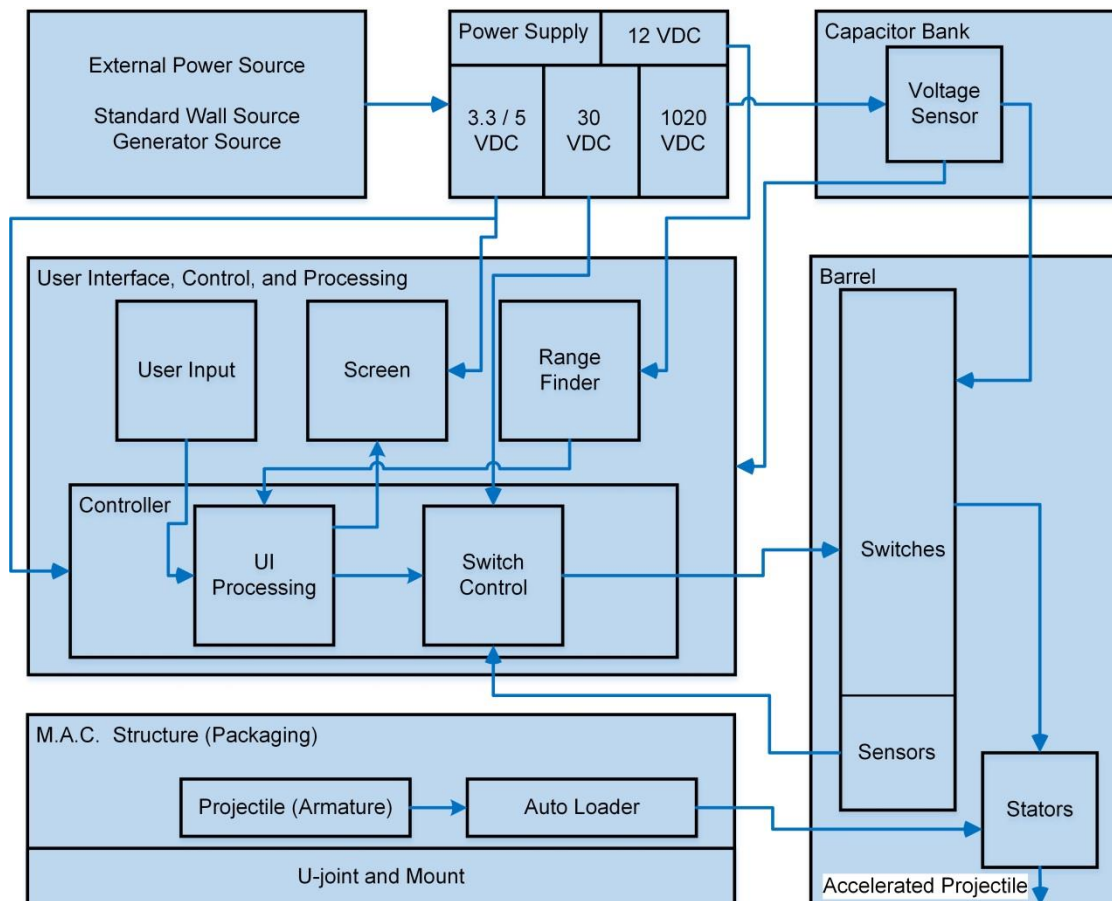 External Power Source
Standard Wall Source
Generator Source
Power Supply
12 VDC
3.3 / 5
VDC
30
VDC
1020
VDC
Capacitor Bank
Voltage
Sensor
User Interface, Control, and Processing
User Input
Screen
Range
Finder
Controller
UI
Processing
Switch
Control
Barrel
Switches
Sensors
Stators
Accelerated Projectile
M.A.C. Structure (Packaging)
Projectile (Armature)
Auto Loader
U-joint and Mount